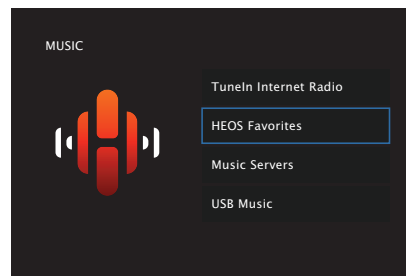 MUSIC
TuneIn Internet Radio
HEOS Favorites
Music Servers
USB Music